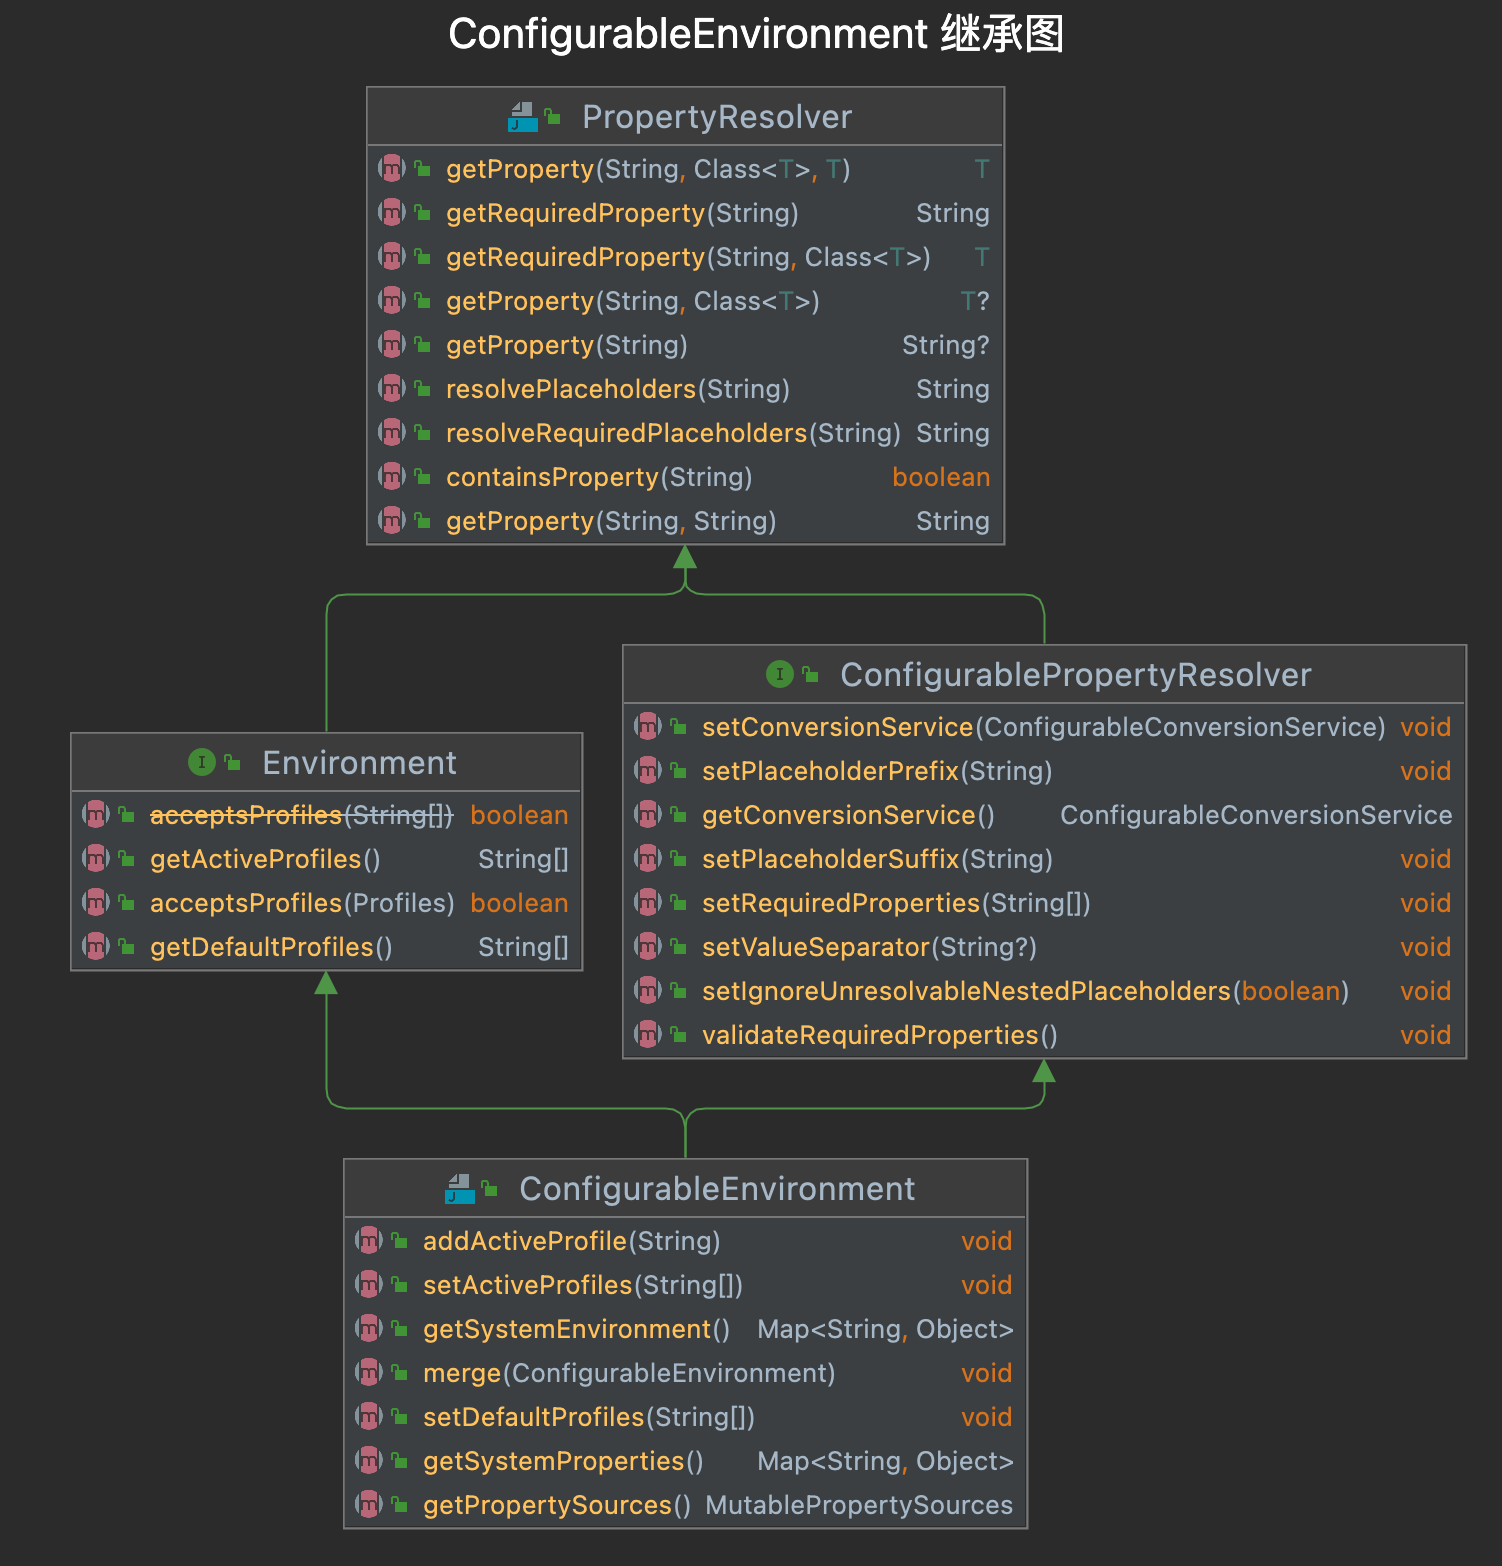 ConfigurableEnvironment 继承图
PropertyResolver
getProperty(String, Class<T>, T) T
getRequiredProperty(String) String
getRequiredProperty(String, Class<T>) T
getProperty(String, Class<T>) T?
getProperty(String) String?
resolvePlaceholders(String) String
resolveRequiredPlaceholders(String) String
containsProperty(String) boolean
getProperty(String, String) String
Environment
acceptsProfiles(String[]) boolean
getActiveProfiles() String[]
acceptsProfiles(Profiles) boolean
getDefaultProfiles() String[]
ConfigurablePropertyResolver
setConversionService(ConfigurableConversionService) void
setPlaceholderPrefix(String) void
getConversionService() ConfigurableConversionService
setPlaceholderSuffix(String) void
setRequiredProperties(String[]) void
setValueSeparator(String?) void
setIgnoreUnresolvableNestedPlaceholders(boolean) void
validateRequiredProperties() void
ConfigurableEnvironment
addActiveProfile(String) void
setActiveProfiles(String[]) void
getSystemEnvironment() Map<String, Object>
merge(ConfigurableEnvironment) void
setDefaultProfiles(String[]) void
getSystemProperties() Map<String, Object>
getPropertySources() MutablePropertySources